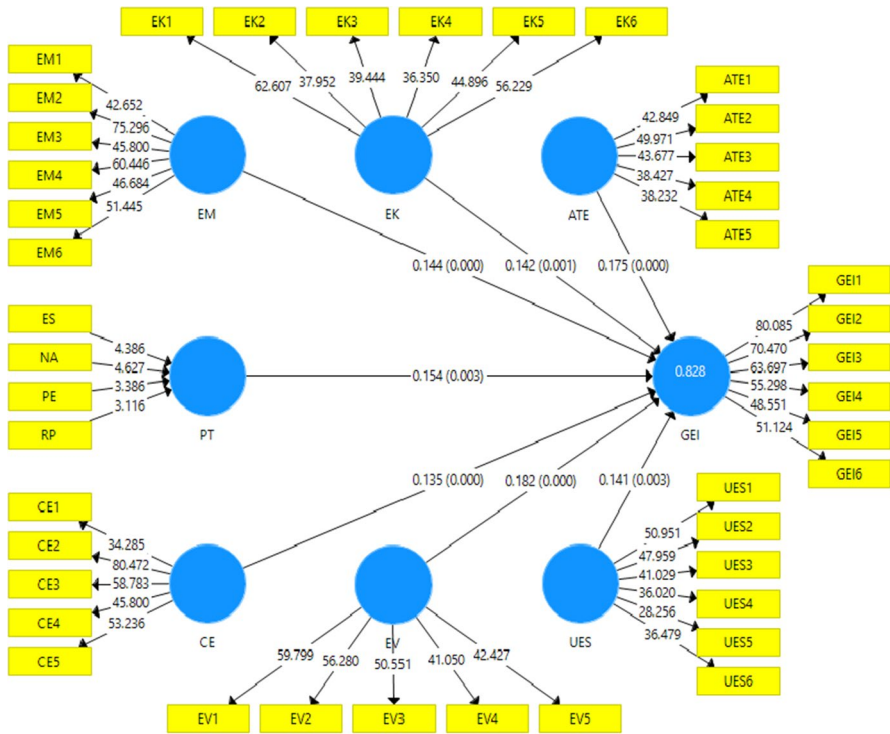 EK1 EK2 EK3 EK4 EK5 EK6
62.607 37.952 39.444 36.350 44.896 56.229
EK
EM1
EM2
EM3
EM4
EM5
EM6
42.652
75.296
45.800
60.446
46.684
51.445
EM
ATE1
ATE2
ATE3
ATE4
ATE5
42.849
49.971
43.677
38.427
38.232
ATE
0.144 (0.000) 0.142 (0.001) 0.175 (0.000)
ES
NA
PE
RP
4.386
4.627
3.386
3.116
PT
0.154 (0.003)
0.828
GEI
80.085
70.470
63.697
55.298
48.551
51.124
GEI1
GEI2
GEI3
GEI4
GEI5
GEI6
0.135 (0.000) 0.182 (0.000) 0.141 (0.003)
CE1
CE2
CE3
CE4
CE5
34.285
80.472
58.783
45.800
53.236
CE
EV
59.799 56.280 50.551 41.050 42.427
EV1 EV2 EV3 EV4 EV5
UES
50.951
47.959
41.029
36.020
28.256
36.479
UES1
UES2
UES3
UES4
UES5
UES6